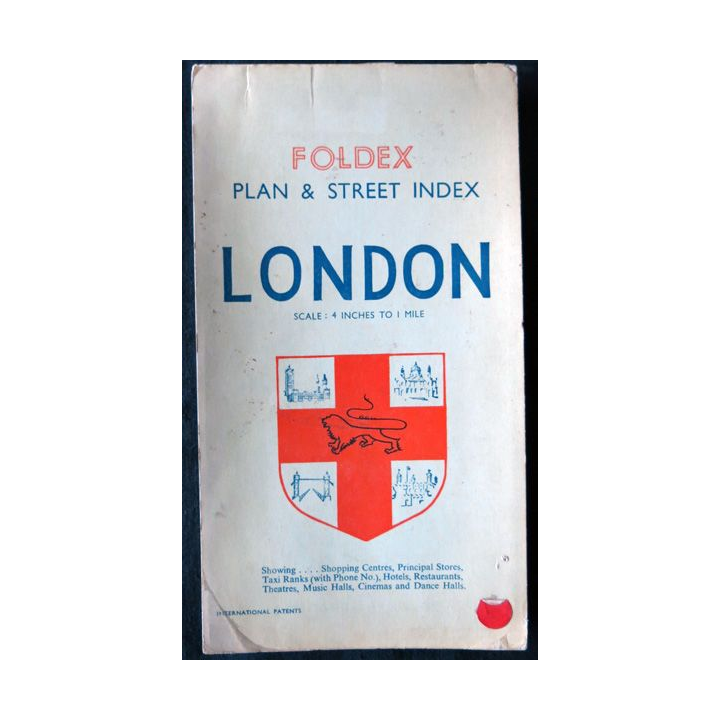 FOLDEX
PLAN & STREET INDEX
LONDON
SCALE: 4 INCHES TO 1 MILE
Showing .... Shopping Centres, Principal Stores,
Taxi Ranks (with Phone No.), Hotels, Restaurants,
Theatres, Music Halls, Cinemas and Dance Halls.
INTERNATIONAL PATENTS